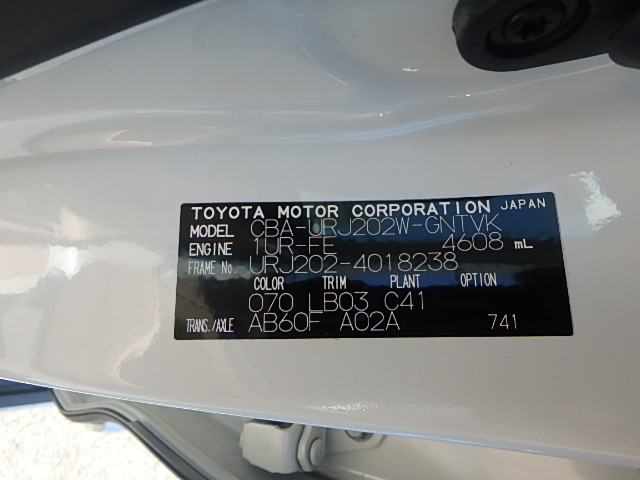 TOYOTA MOTOR CORPORATION JAPAN
MODEL CBA-URJ202W-GNTVK
ENGINE 1UR-FE 4608 mL
FRAME No. URJ202-4018238
COLOR TRIM PLANT OPTION
070 LB03 C41
TRANS./AXLE AB60F A02A 741